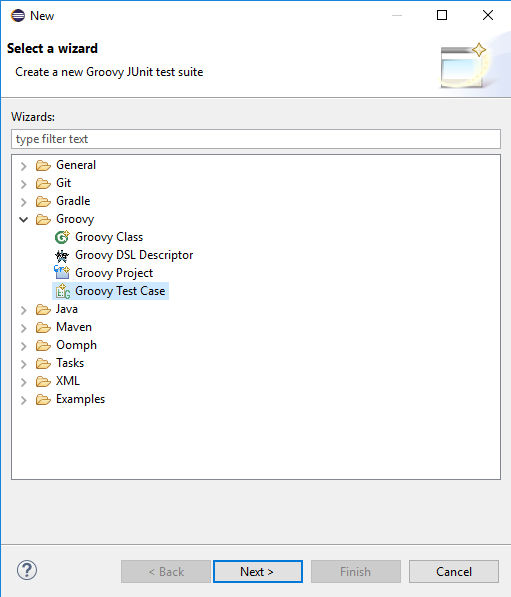 New
Select a wizard
Create a new Groovy JUnit test suite
Wizards:
type filter text
General
Git
Gradle
Groovy
Groovy Class
Groovy DSL Descriptor
Groovy Project
Groovy Test Case
Java
Maven
Oomph
Tasks
XML
Examples
? < Back Next > Finish Cancel